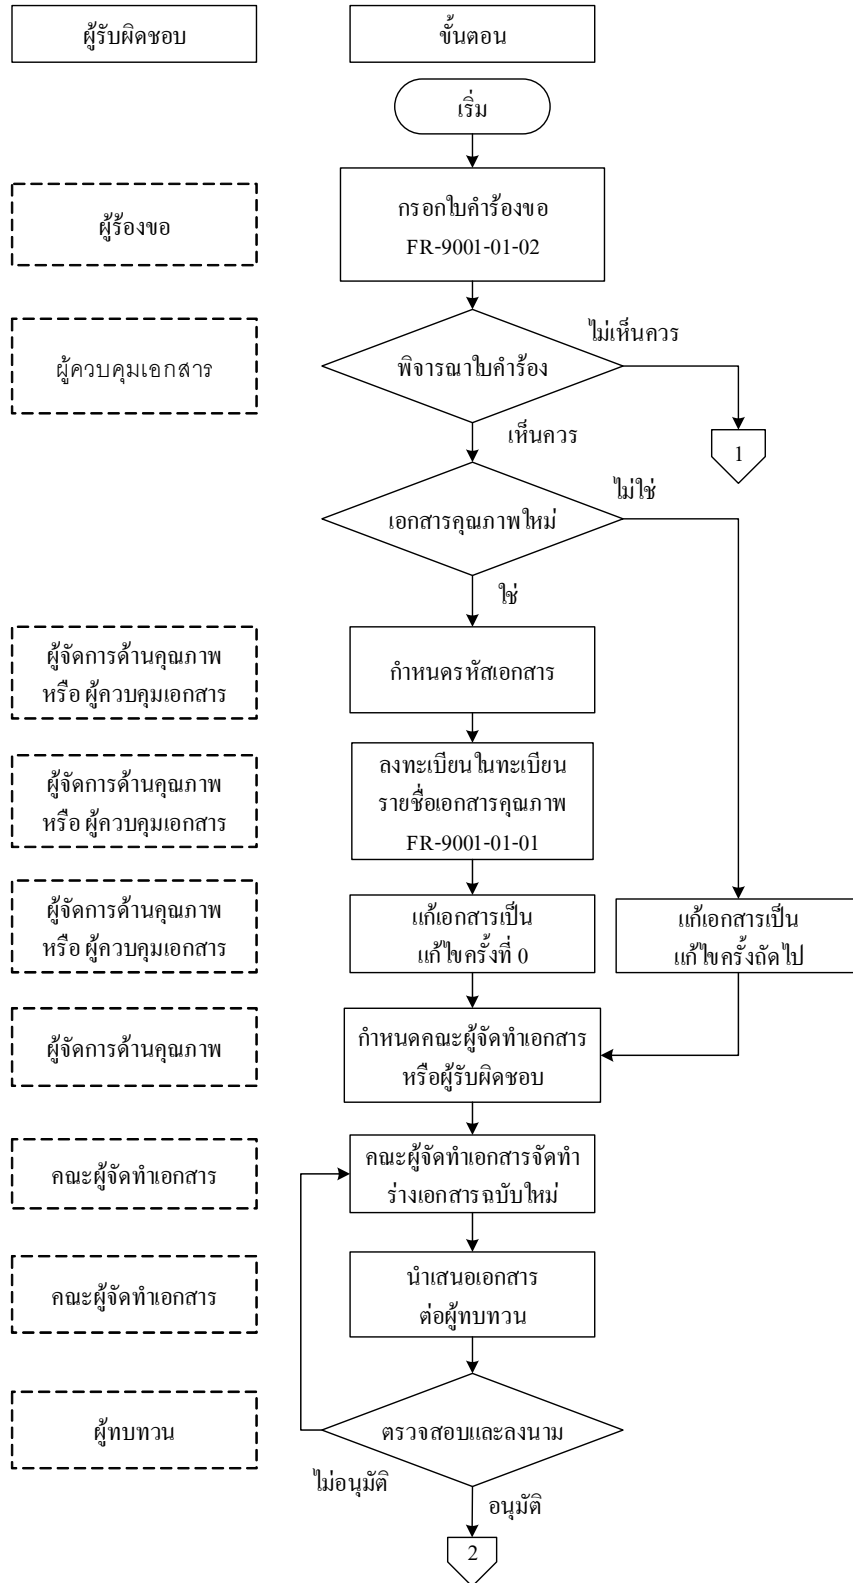 ผู้รับผิดชอบ
ขั้นตอน
เริ่ม
ผู้ร้องขอ
กรอกใบคำร้องขอ
FR-9001-01-02
ผู้ควบคุมเอกสาร
พิจารณาใบคำร้อง
ไม่เห็นควร
1
เห็นควร
เอกสารคุณภาพใหม่
ไม่ใช่
ใช่
ผู้จัดการด้านคุณภาพ
หรือ ผู้ควบคุมเอกสาร
กำหนดรหัสเอกสาร
ผู้จัดการด้านคุณภาพ
หรือ ผู้ควบคุมเอกสาร
ลงทะเบียนในทะเบียน
รายชื่อเอกสารคุณภาพ
FR-9001-01-01
ผู้จัดการด้านคุณภาพ
หรือ ผู้ควบคุมเอกสาร
แก้เอกสารเป็น
แก้ไขครั้งที่ 0
แก้เอกสารเป็น
แก้ไขครั้งถัดไป
ผู้จัดการด้านคุณภาพ
กำหนดคณะผู้จัดทำเอกสาร
หรือผู้รับผิดชอบ
คณะผู้จัดทำเอกสาร
คณะผู้จัดทำเอกสารจัดทำ
ร่างเอกสารฉบับใหม่
คณะผู้จัดทำเอกสาร
นำเสนอเอกสาร
ต่อผู้ทบทวน
ผู้ทบทวน
ตรวจสอบและลงนาม
ไม่อนุมัติ
อนุมัติ
2